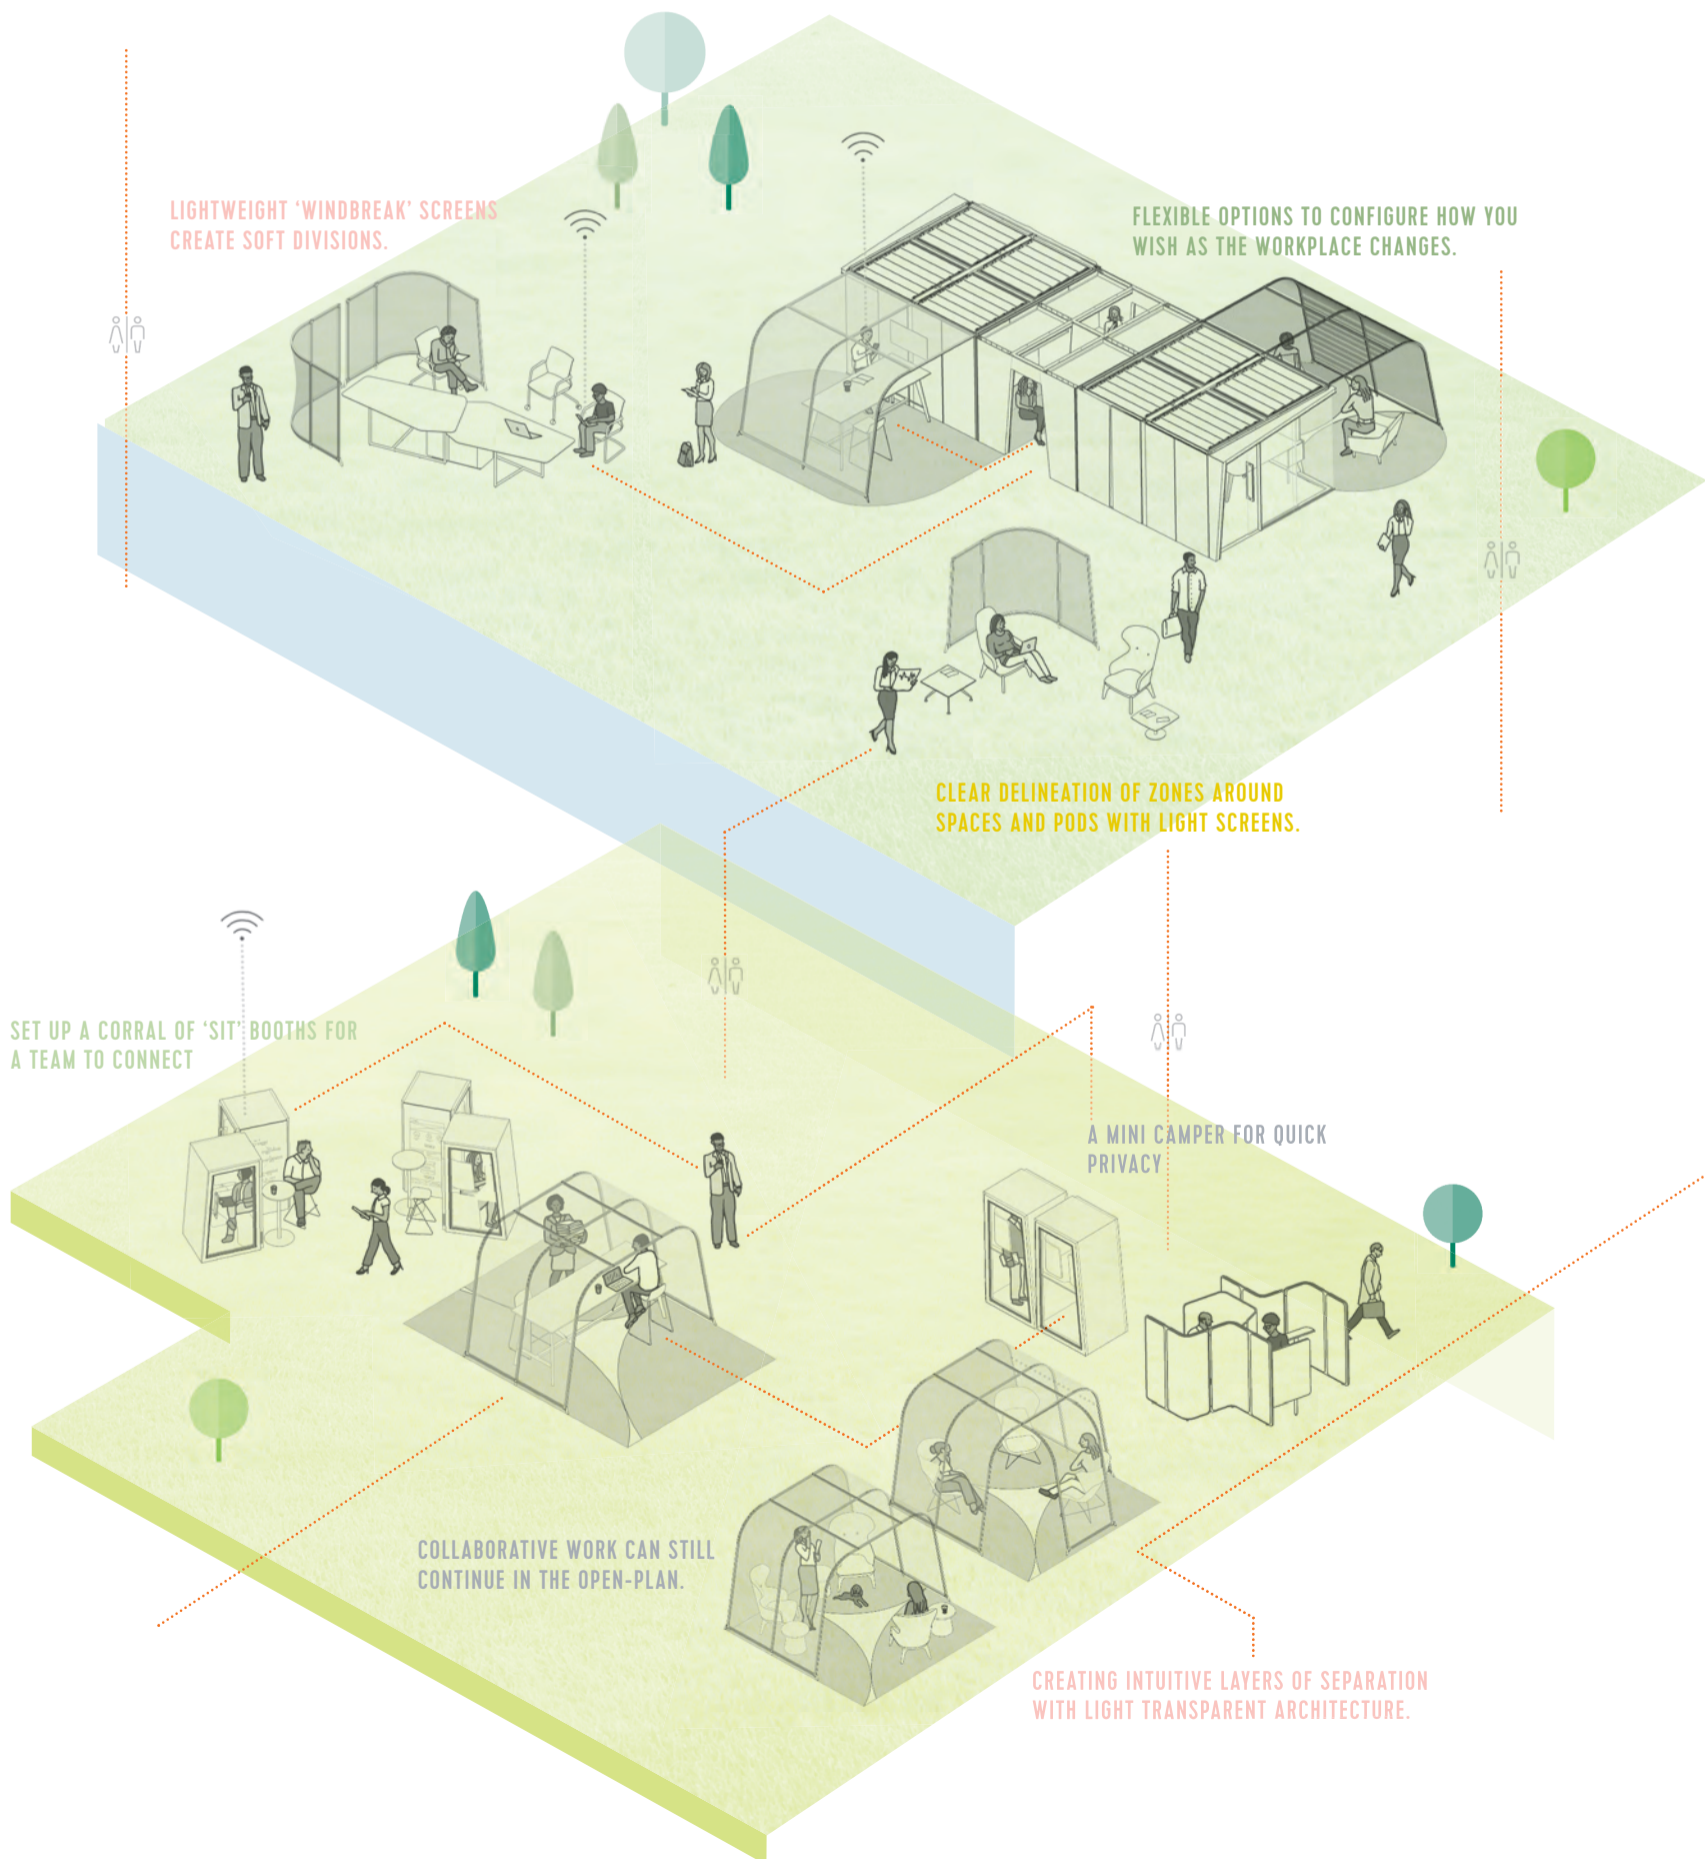 LIGHTWEIGHT ‘WINDBREAK’ SCREENS
CREATE SOFT DIVISIONS.
FLEXIBLE OPTIONS TO CONFIGURE HOW YOU
WISH AS THE WORKPLACE CHANGES.
CLEAR DELINEATION OF ZONES AROUND
SPACES AND PODS WITH LIGHT SCREENS.
SET UP A CORRAL OF ‘SIT’ BOOTHS FOR
A TEAM TO CONNECT
A MINI CAMPER FOR QUICK
PRIVACY
COLLABORATIVE WORK CAN STILL
CONTINUE IN THE OPEN-PLAN.
CREATING INTUITIVE LAYERS OF SEPARATION
WITH LIGHT TRANSPARENT ARCHITECTURE.